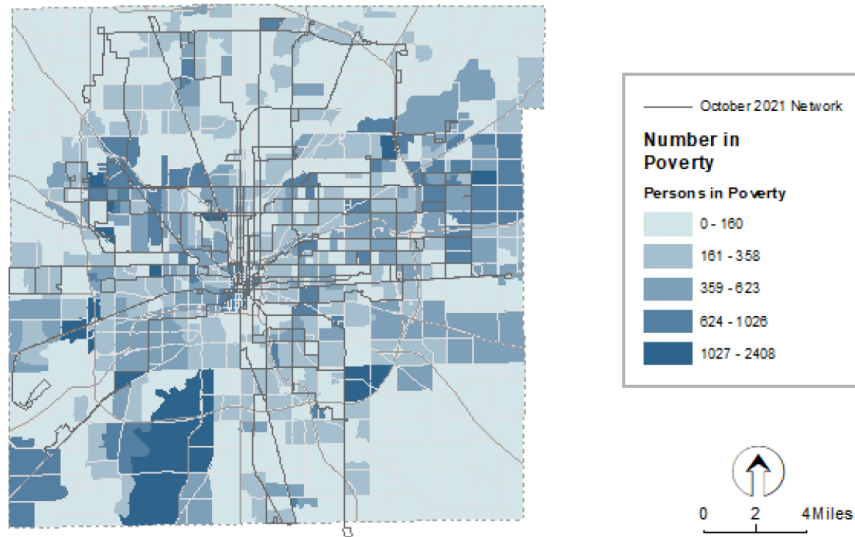 October 2021 Network
Number in
Poverty
Persons in Poverty
0 - 160
161 - 358
359 - 623
624 - 1026
1027 - 2408
0 2 4 Miles